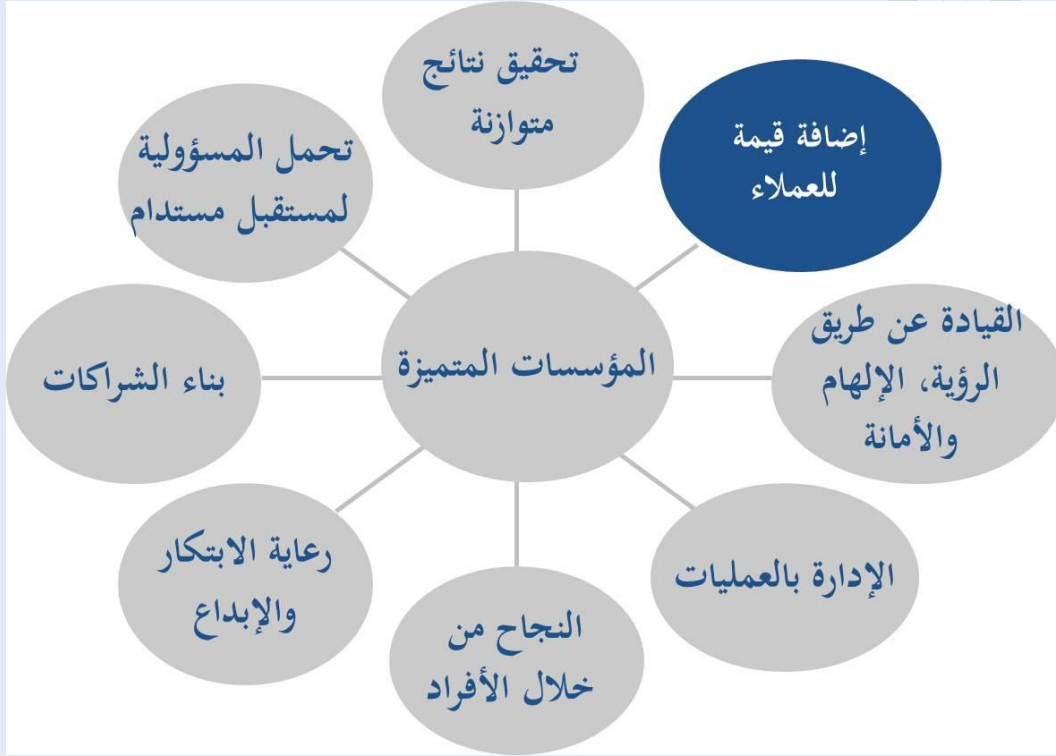 تحقيق نتائج
متوازنة
إضافة قيمة
للعملاء
القيادة عن طريق
الرؤية، الإلهام
والأمانة
الإدارة بالعمليات
النجاح من
خلال الأفراد
رعاية الابتكار
والإبداع
بناء الشراكات
تحمل المسؤولية
لمستقبل مستدام
المؤسسات المتميزة